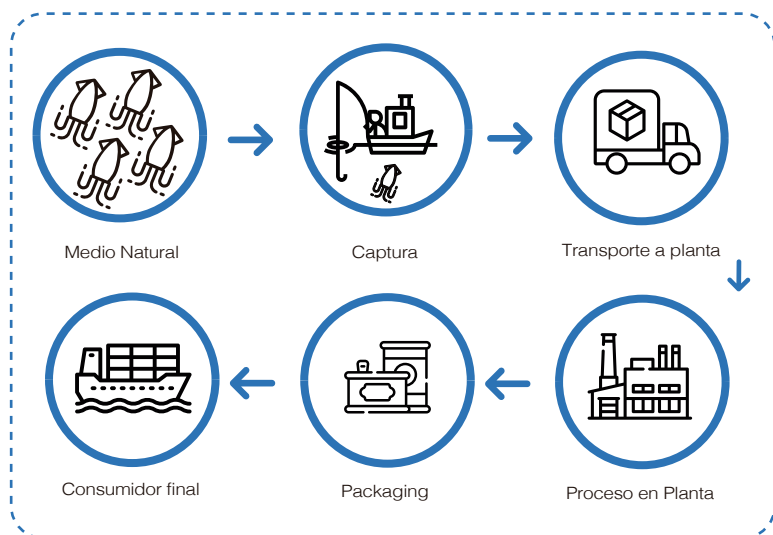 Medio Natural
Captura
Transporte a planta
Consumidor final
Packaging
Proceso en Planta